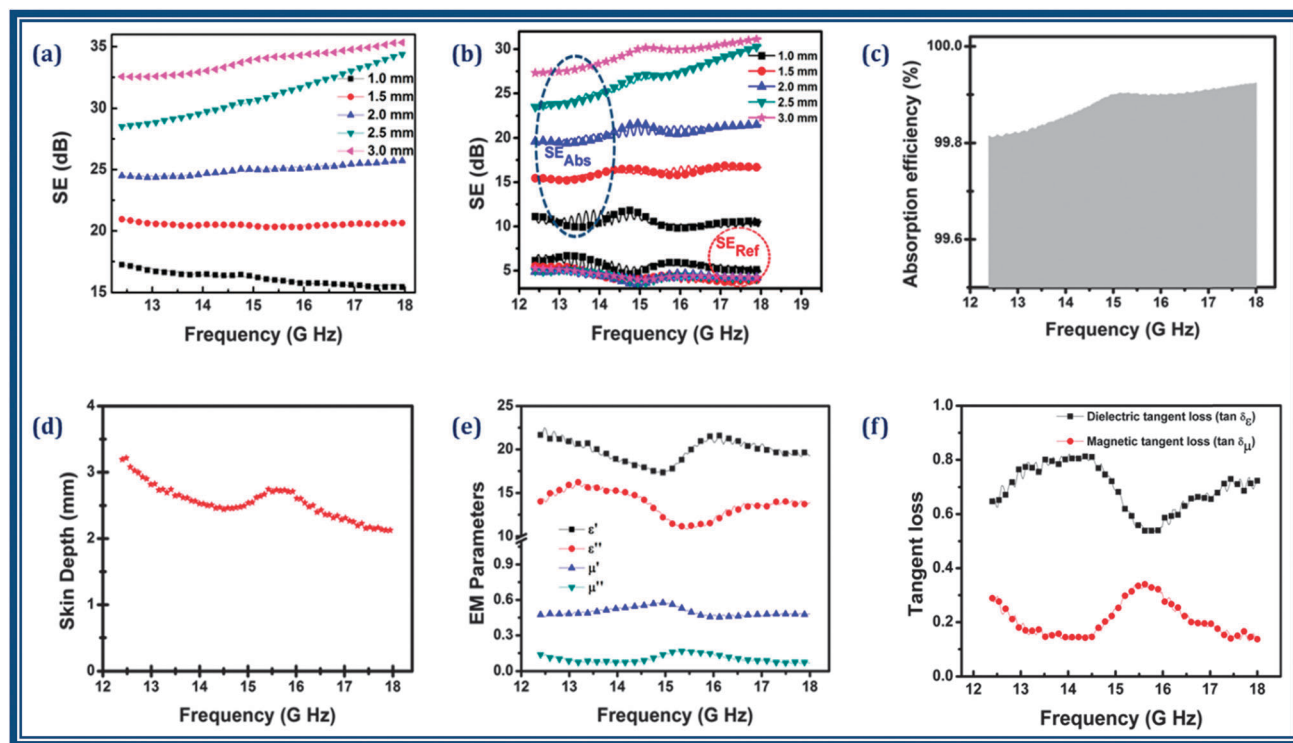 (a)
SE (dB)
35
30
25
20
15
1.0 mm
1.5 mm
2.0 mm
2.5 mm
3.0 mm
13 14 15 16 17 18
Frequency (G Hz)
(b)
SE (dB)
30
25
20
15
10
5
1.0 mm
1.5 mm
2.0 mm
2.5 mm
3.0 mm
SEAbs
SERef
12 13 14 15 16 17 18 19
Frequency (G Hz)
(c)
Absorption efficiency (%)
100.0
99.8
99.6
12 13 14 15 16 17 18
Frequency (G Hz)
(d)
Skin Depth (mm)
4
3
2
1
0
12 13 14 15 16 17 18
Frequency (G Hz)
(e)
EM Parameters
25
20
15
10
0.9
0.6
0.3
0.0
ε'
ε''
μ'
μ''
12 13 14 15 16 17 18
Frequency (G Hz)
(f)
Tangent loss
1.0
0.8
0.6
0.4
0.2
0.0
Dielectric tangent loss (tan δε)
Magnetic tangent loss (tan δμ)
12 13 14 15 16 17 18
Frequency (G Hz)